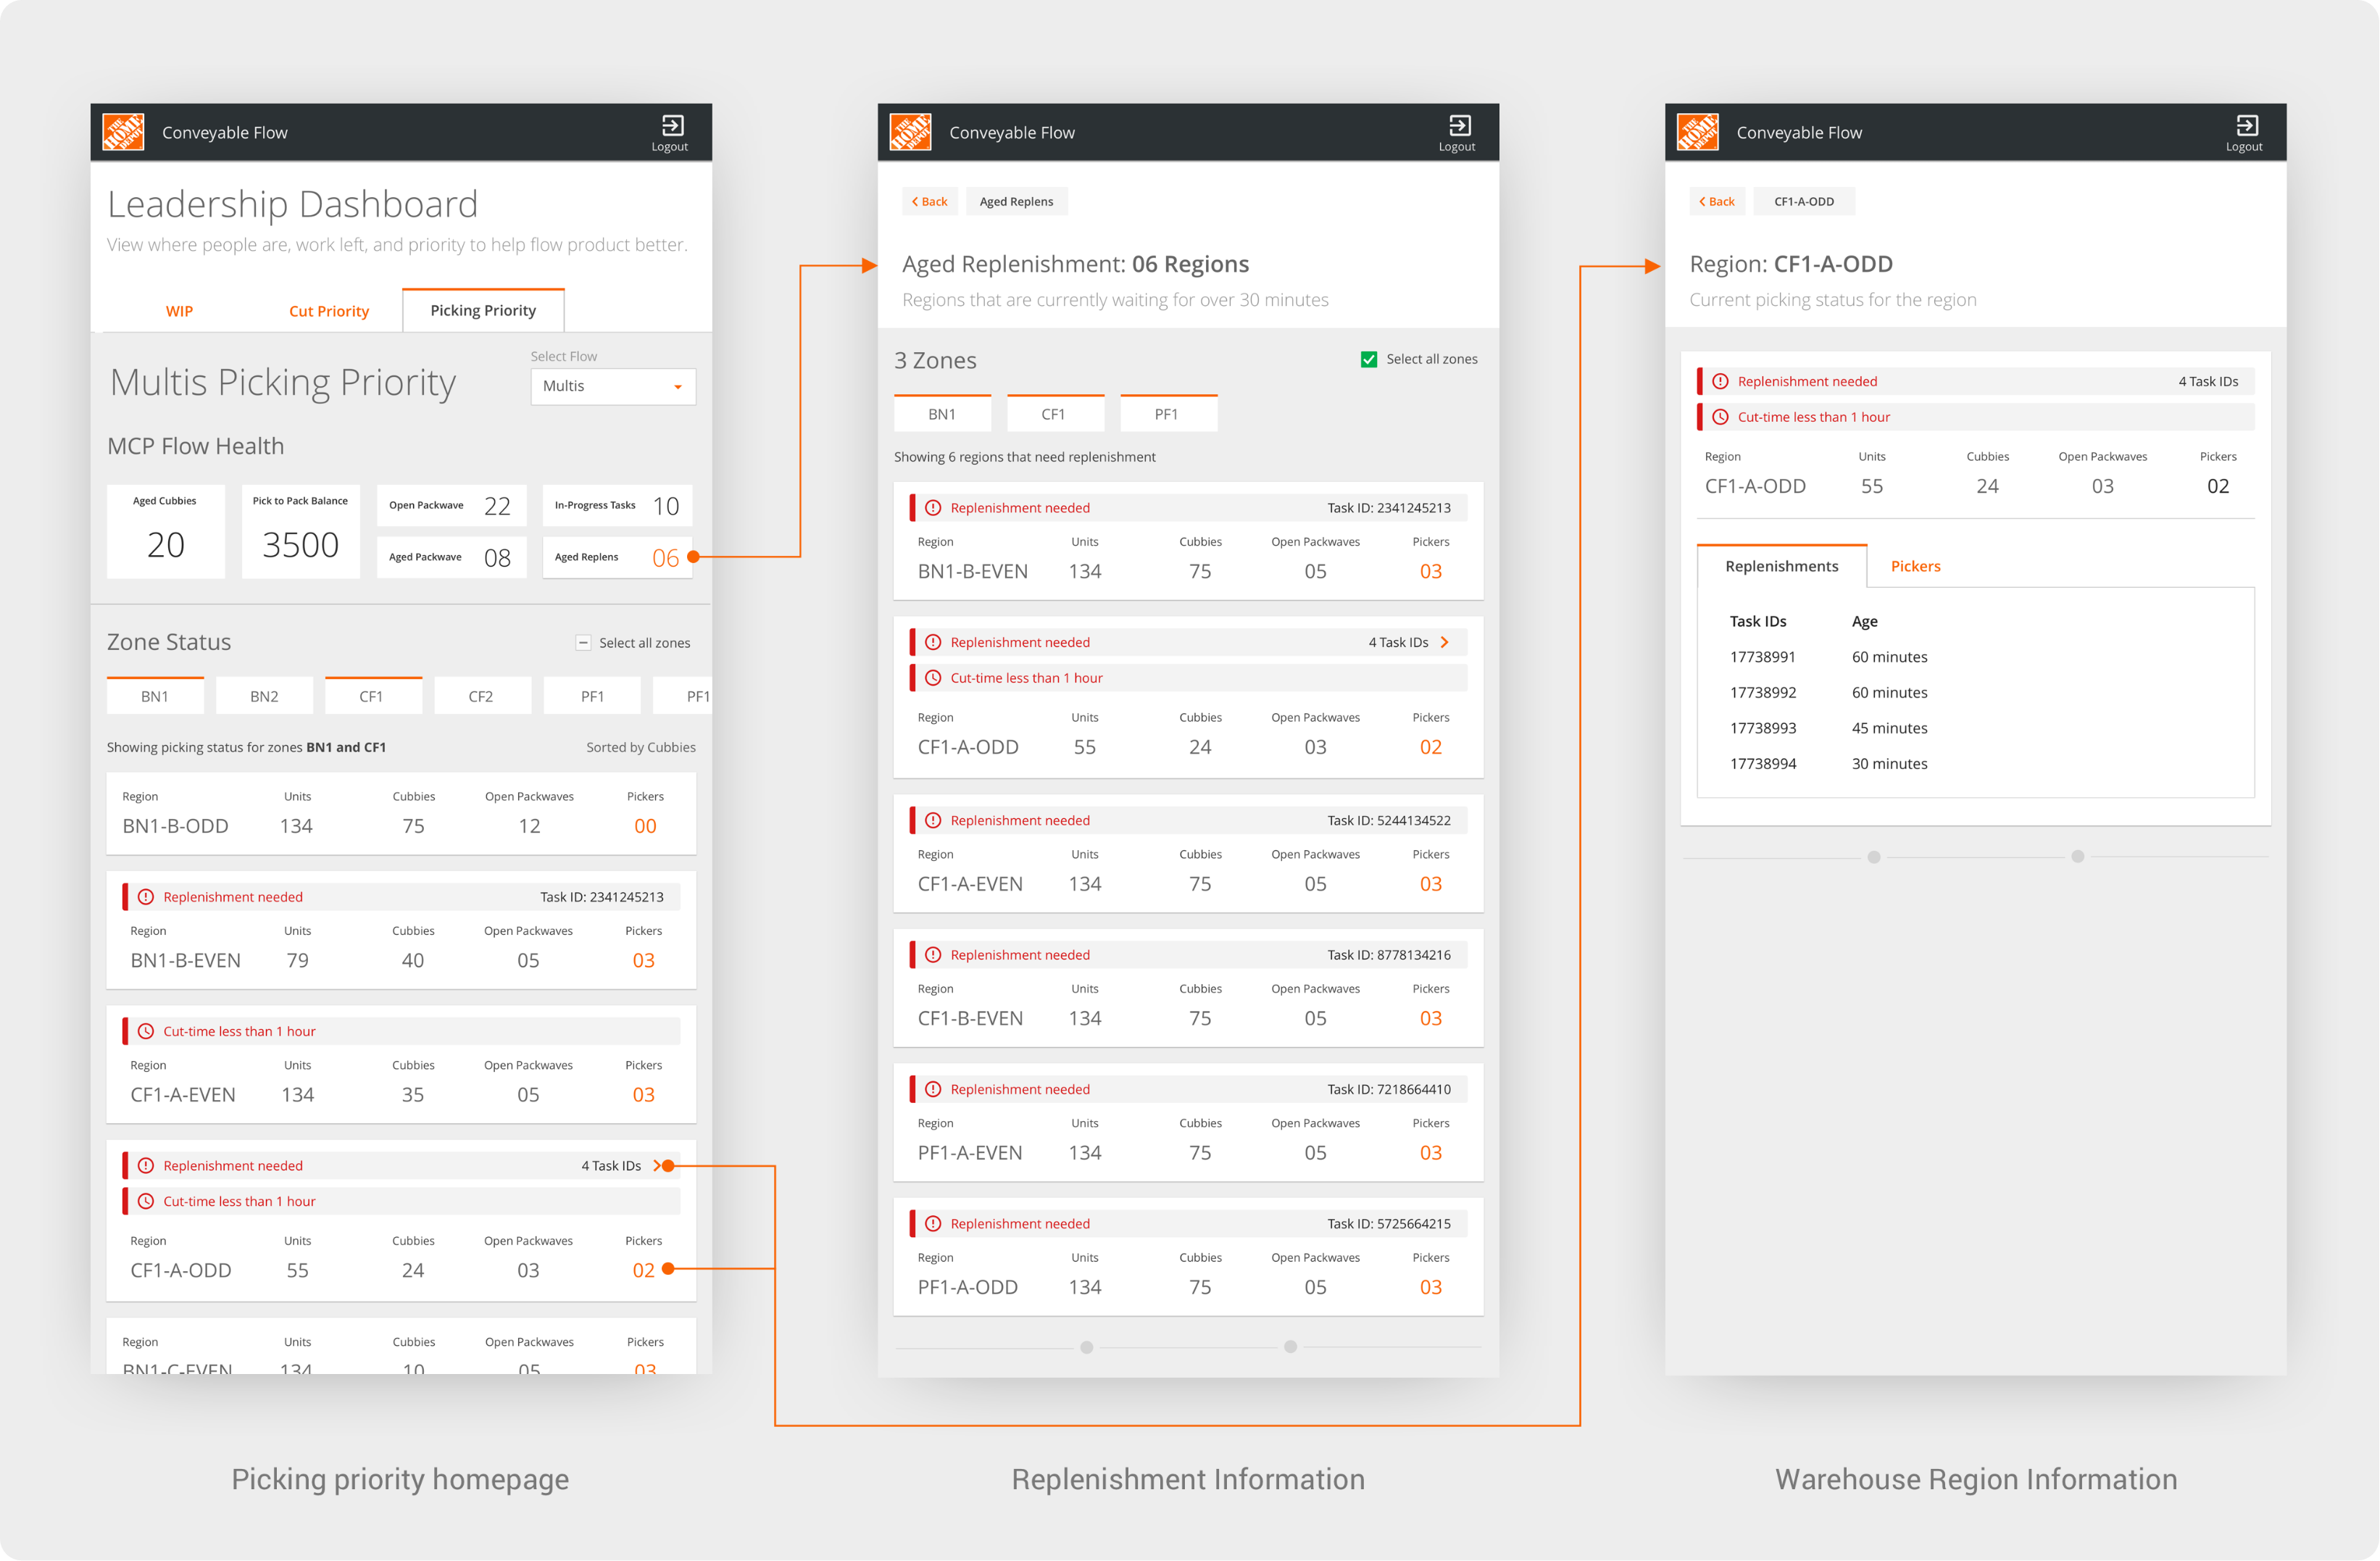 THE HOME DEPOT
Conveyable Flow
Logout
Leadership Dashboard
View where people are, work left, and priority to help flow product better.
WIP Cut Priority Picking Priority
Select Flow
Multis Picking Priority Multis
MCP Flow Health
Aged Cubbies Pick to Pack Balance Open Packwave 22 In-Progress Tasks 10
20 3500 Aged Packwave 08 Aged Replens 06
Zone Status Select all zones
BN1 BN2 CF1 CF2 PF1 PF1
Showing picking status for zones BN1 and CF1 Sorted by Cubbies
Region Units Cubbies Open Packwaves Pickers
BN1-B-ODD 134 75 12 00
Replenishment needed Task ID: 2341245213
Region Units Cubbies Open Packwaves Pickers
BN1-B-EVEN 79 40 05 03
Cut-time less than 1 hour
Region Units Cubbies Open Packwaves Pickers
CF1-A-EVEN 134 35 05 03
Replenishment needed 4 Task IDs
Cut-time less than 1 hour
Region Units Cubbies Open Packwaves Pickers
CF1-A-ODD 55 24 03 02
Region Units Cubbies Open Packwaves Pickers
BN1-C-EVEN 134 10 05 03
Picking priority homepage
THE HOME DEPOT
Conveyable Flow
Logout
Back Aged Replens
Aged Replenishment: 06 Regions
Regions that are currently waiting for over 30 minutes
3 Zones Select all zones
BN1 CF1 PF1
Showing 6 regions that need replenishment
Replenishment needed Task ID: 2341245213
Region Units Cubbies Open Packwaves Pickers
BN1-B-EVEN 134 75 05 03
Replenishment needed 4 Task IDs
Cut-time less than 1 hour
Region Units Cubbies Open Packwaves Pickers
CF1-A-ODD 55 24 03 02
Replenishment needed Task ID: 5244134522
Region Units Cubbies Open Packwaves Pickers
CF1-A-EVEN 134 75 05 03
Replenishment needed Task ID: 8778134216
Region Units Cubbies Open Packwaves Pickers
CF1-B-EVEN 134 75 05 03
Replenishment needed Task ID: 7218664410
Region Units Cubbies Open Packwaves Pickers
PF1-A-EVEN 134 75 05 03
Replenishment needed Task ID: 5725664215
Region Units Cubbies Open Packwaves Pickers
PF1-A-ODD 134 75 05 03
Replenishment Information
THE HOME DEPOT
Conveyable Flow
Logout
Back CF1-A-ODD
Region: CF1-A-ODD
Current picking status for the region
Replenishment needed 4 Task IDs
Cut-time less than 1 hour
Region Units Cubbies Open Packwaves Pickers
CF1-A-ODD 55 24 03 02
Replenishments Pickers
Task IDs Age
17738991 60 minutes
17738992 60 minutes
17738993 45 minutes
17738994 30 minutes
Warehouse Region Information